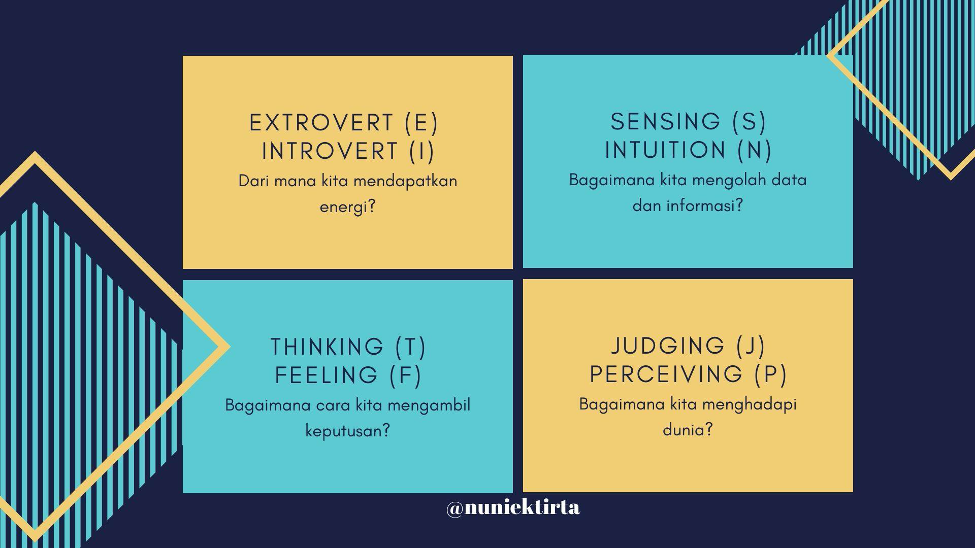 EXTROVERT (E)
INTROVERT (I)
Dari mana kita mendapatkan
energi?
SENSING (S)
INTUITION (N)
Bagaimana kita mengolah data
dan informasi?
THINKING (T)
FEELING (F)
Bagaimana cara kita mengambil
keputusan?
JUDGING (J)
PERCEIVING (P)
Bagaimana kita menghadapi
dunia?
@nuniektirta